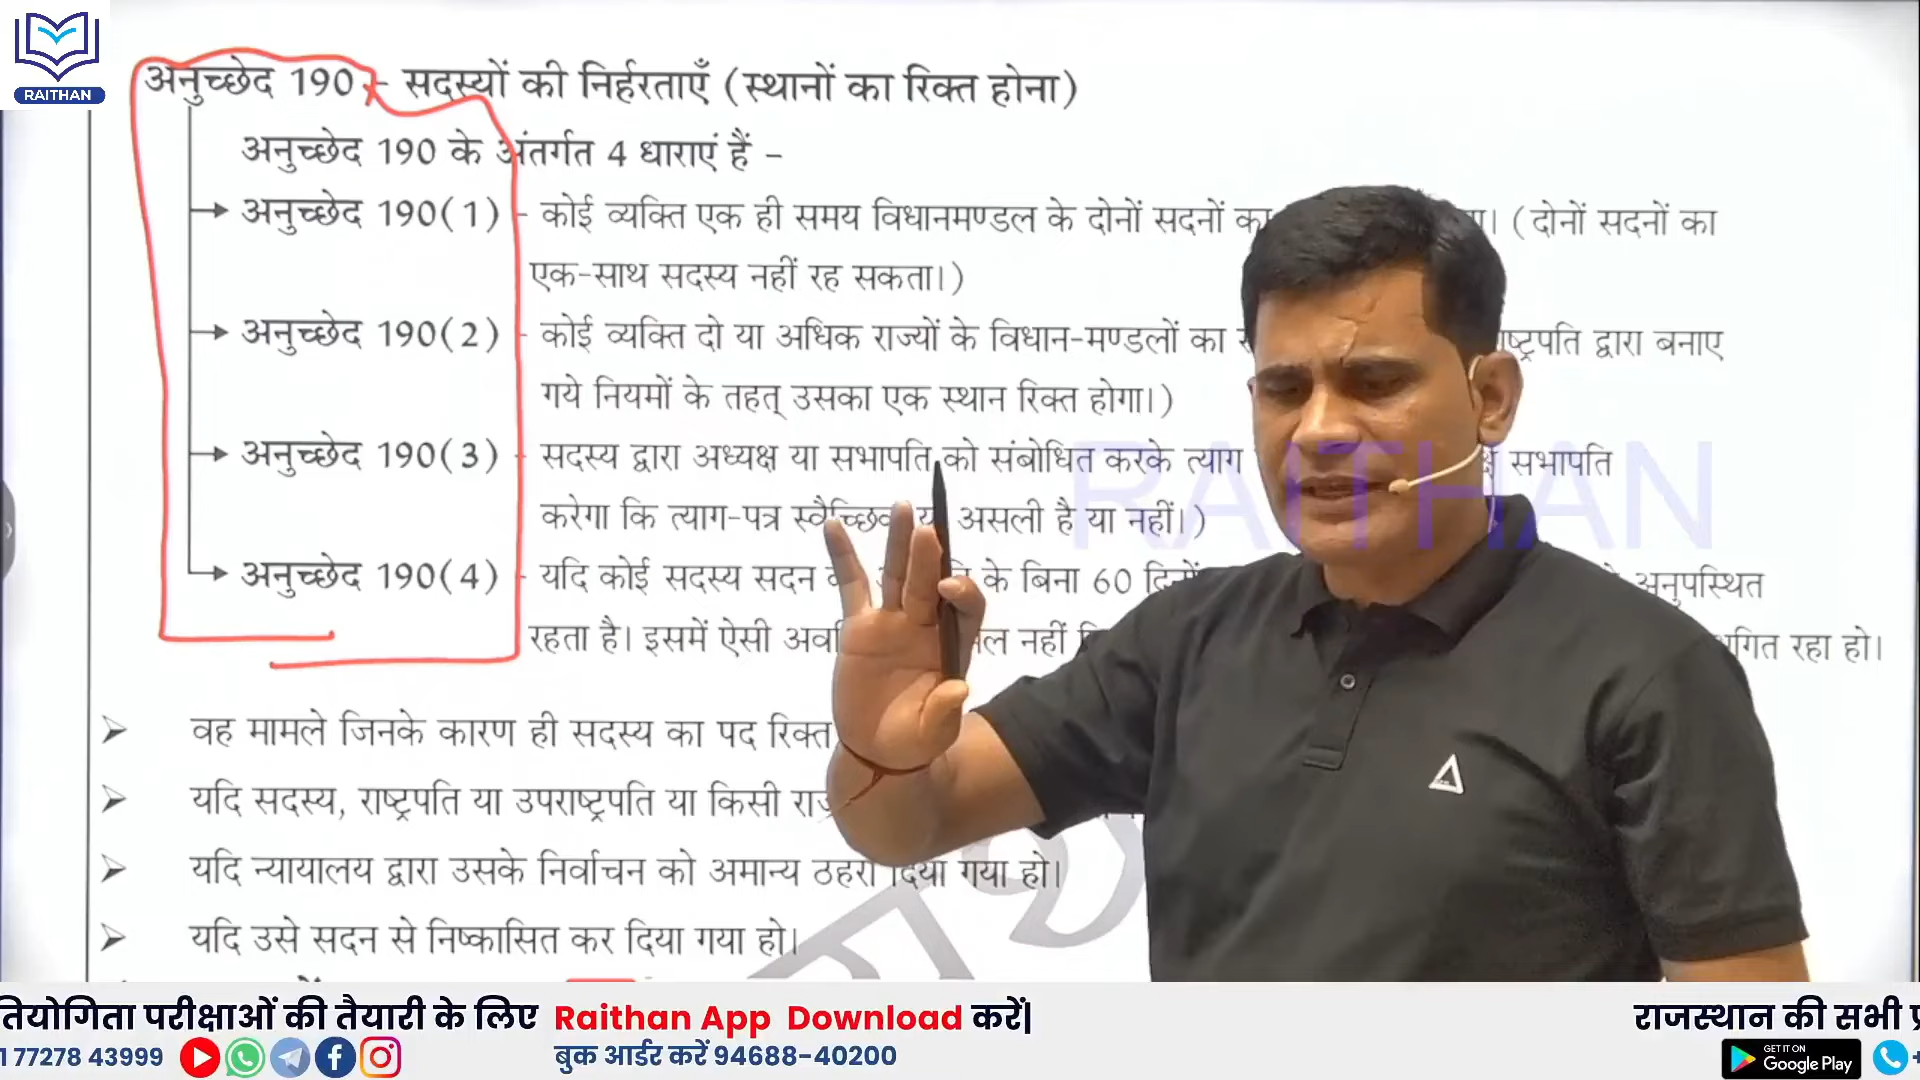 RAITHAN
अनुच्छेद 190 - सदस्यों की निर्हरताएँ (स्थानों का रिक्त होना)
अनुच्छेद 190 के अंतर्गत 4 धाराएं हैं –
अनुच्छेद 190(1) - कोई व्यक्ति एक ही समय विधानमण्डल के दोनों सदनों का (दोनों सदनों का
एक-साथ सदस्य नहीं रह सकता।)
अनुच्छेद 190(2) - कोई व्यक्ति दो या अधिक राज्यों के विधान-मण्डलों का द्वारा बनाए
गये नियमों के तहत् उसका एक स्थान रिक्त होगा।)
अनुच्छेद 190(3) - सदस्य द्वारा अध्यक्ष या सभापति को संबोधित करके त्याग सभापति
करेगा कि त्याग-पत्र असली है या नहीं।)
अनुच्छेद 190(4) - यदि कोई सदस्य सदन के बिना 60 अनुपस्थित
रहता है। इसमें ऐसी नहीं रहा हो।
RAITHAN
➢ वह मामले जिनके कारण ही सदस्य का पद रिक्त
➢ यदि सदस्य, राष्ट्रपति या उपराष्ट्रपति या किसी
➢ यदि न्यायालय द्वारा उसके निर्वाचन को अमान्य ठहरा दिया गया हो।
➢ यदि उसे सदन से निष्कासित कर दिया गया हो।
तियोगिता परीक्षाओं की तैयारी के लिए Raithan App Download करें| राजस्थान की सभी
77278 43999 बुक आर्डर करें 94688-40200 GET IT ON Google Play